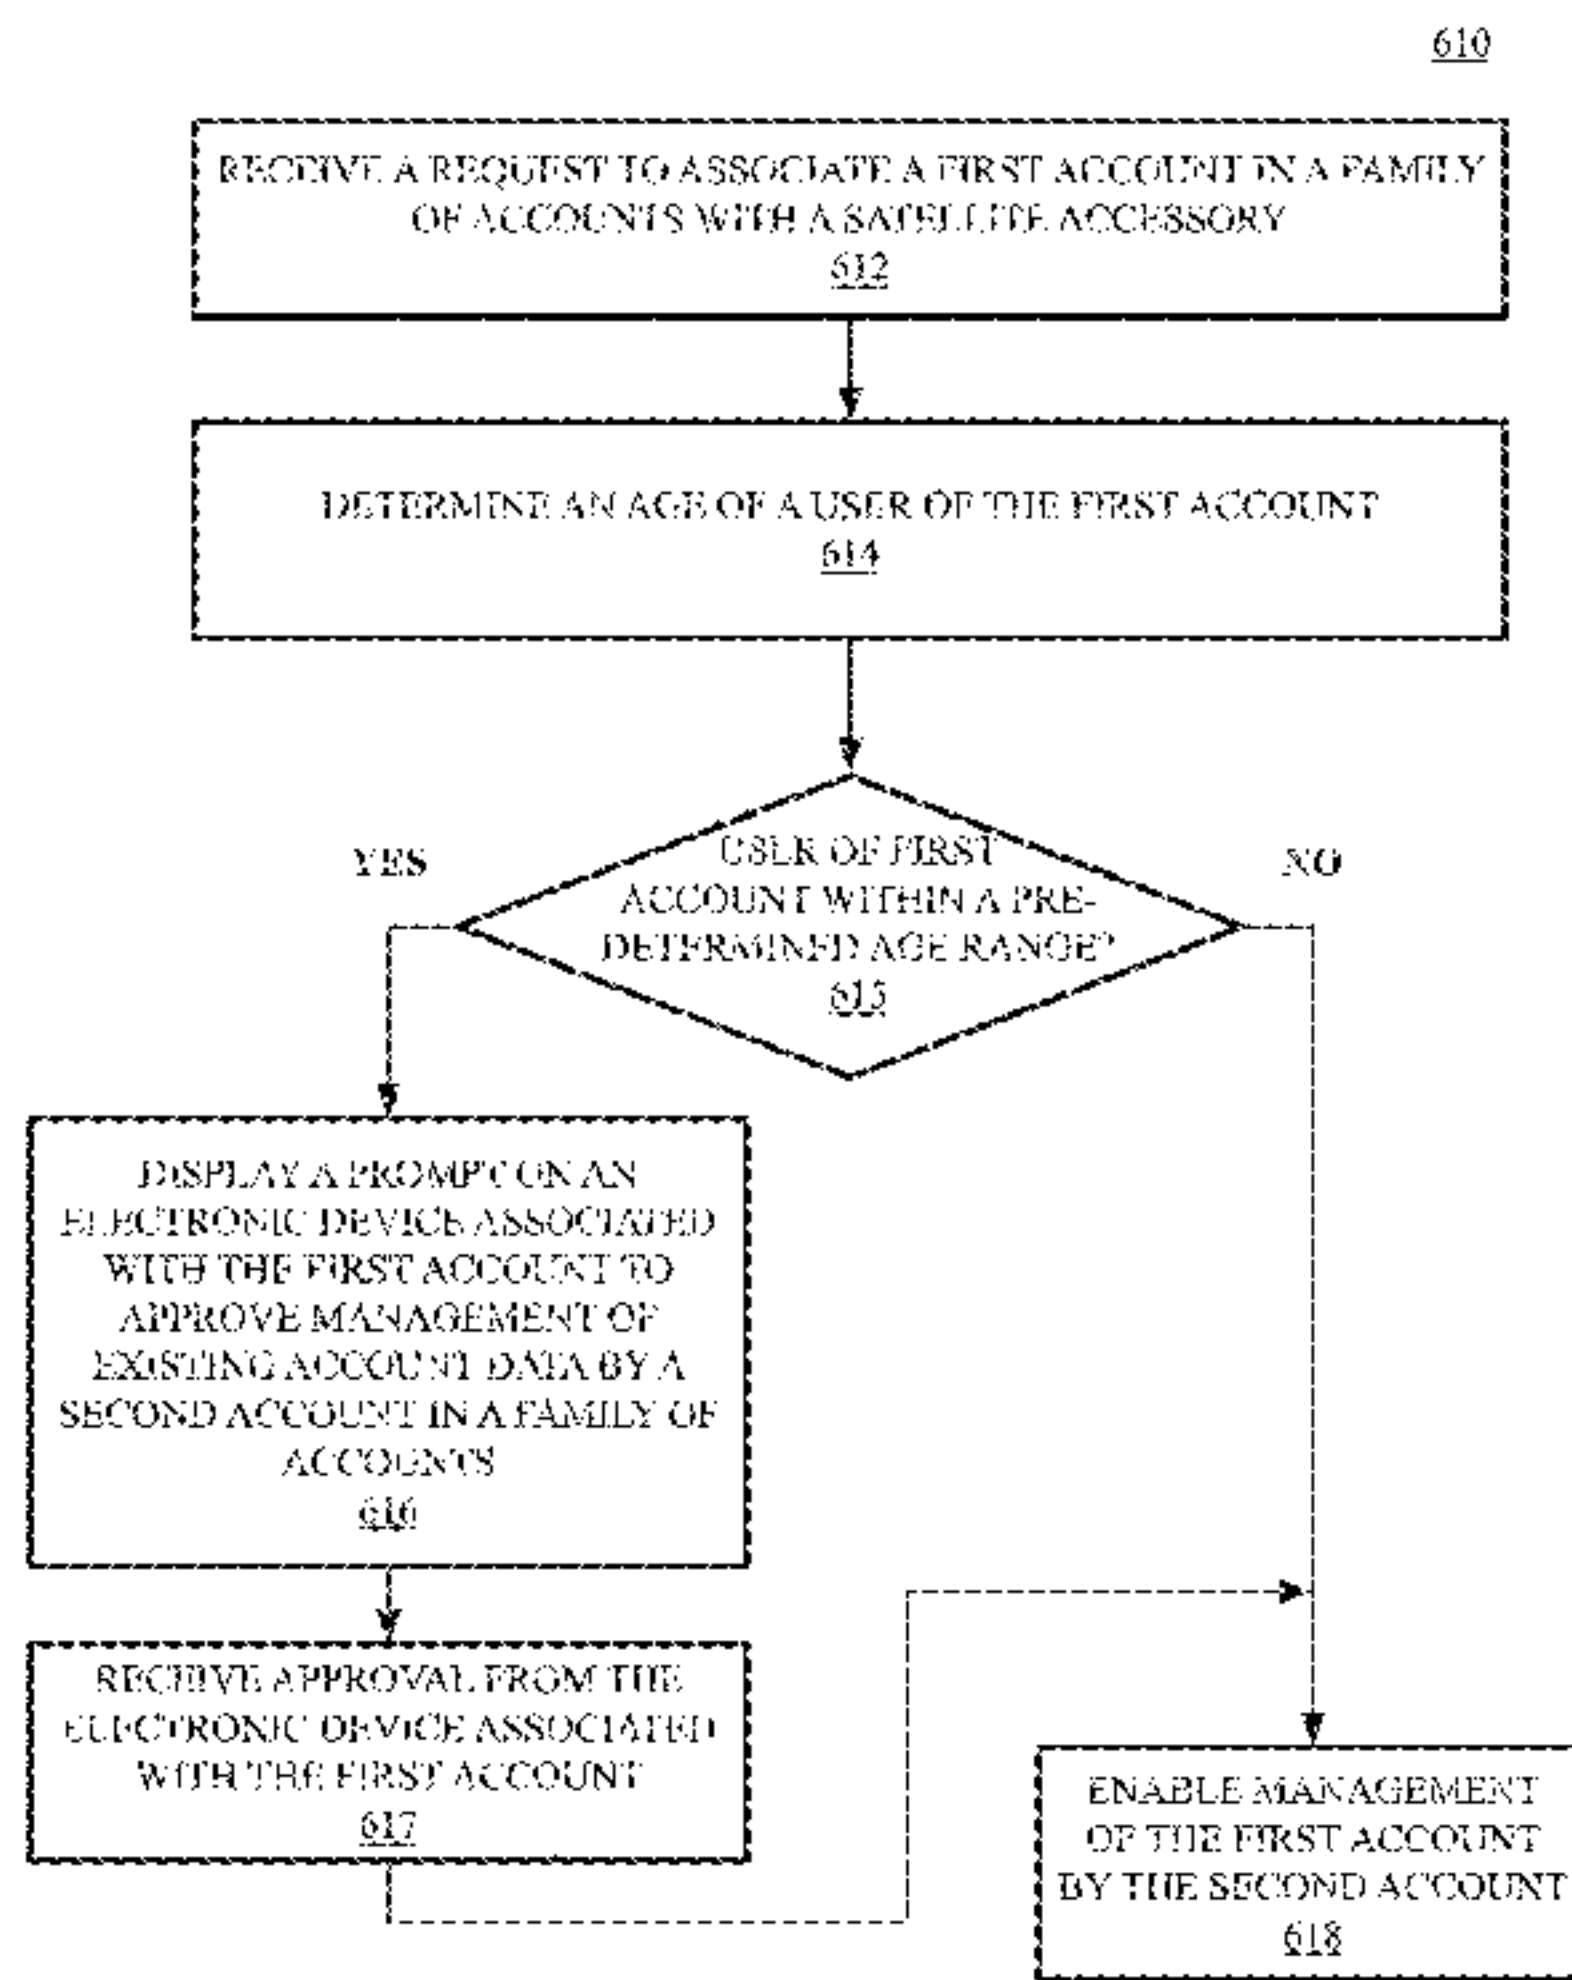 610
RECEIVE A REQUEST TO ASSOCIATE A FIRST ACCOUNT IN A FAMILY
OF ACCOUNTS WITH A SATELLITE ACCESSORY
612
DETERMINE AN AGE OF A USER OF THE FIRST ACCOUNT
614
YES
NO
USER OF FIRST
ACCOUNT WITHIN A PRE-
DETERMINED AGE RANGE?
615
DISPLAY A PROMPT ON AN
ELECTRONIC DEVICE ASSOCIATED
WITH THE FIRST ACCOUNT TO
APPROVE MANAGEMENT OF
EXISTING ACCOUNT DATA BY A
SECOND ACCOUNT IN A FAMILY OF
ACCOUNTS
616
RECEIVE APPROVAL FROM THE
ELECTRONIC DEVICE ASSOCIATED
WITH THE FIRST ACCOUNT
617
ENABLE MANAGEMENT
OF THE FIRST ACCOUNT
BY THE SECOND ACCOUNT
618